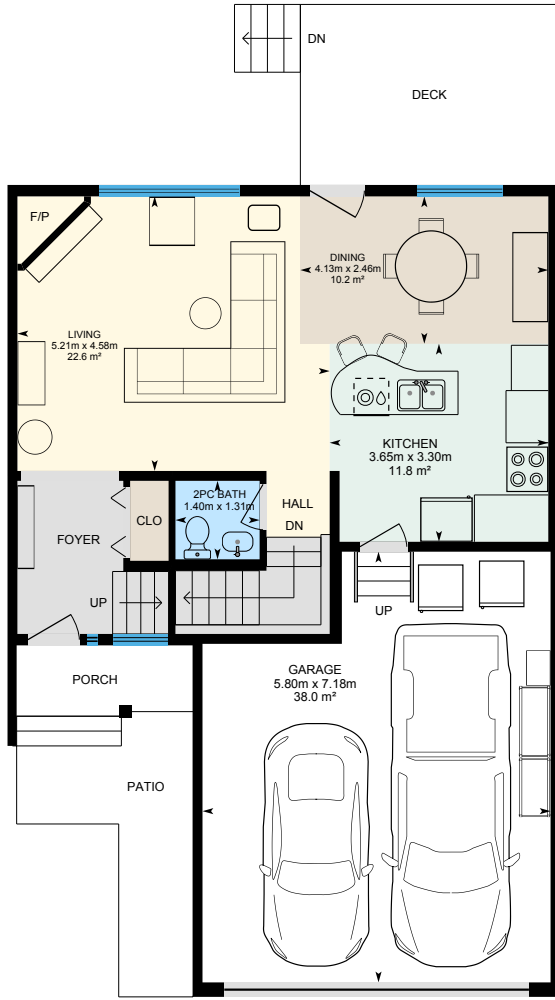 DN
DECK
F/P
DINING
4.13m x 2.46m
10.2 m²
LIVING
5.21m x 4.58m
22.6 m²
KITCHEN
3.65m x 3.30m
11.8 m²
2PC BATH
1.40m x 1.31m
HALL
DN
CLO
FOYER
UP
UP
PORCH
GARAGE
5.80m x 7.18m
38.0 m²
PATIO